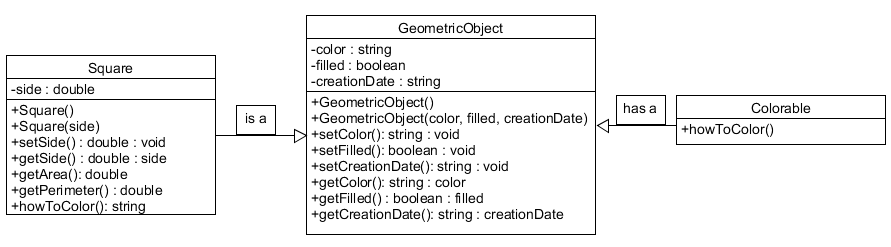 Square
-side : double
+Square()
+Square(side)
+setSide() : double : void
+getSide() : double : side
+getArea(): double
+getPerimeter() : double
+howToColor(): string
is a
GeometricObject
-color : string
-filled : boolean
-creationDate : string
+GeometricObject()
+GeometricObject(color, filled, creationDate)
+setColor(): string : void
+setFilled(): boolean : void
+setCreationDate(): string : void
+getColor(): string : color
+getFilled() : boolean : filled
+getCreationDate(): string : creationDate
has a
Colorable
+howToColor()